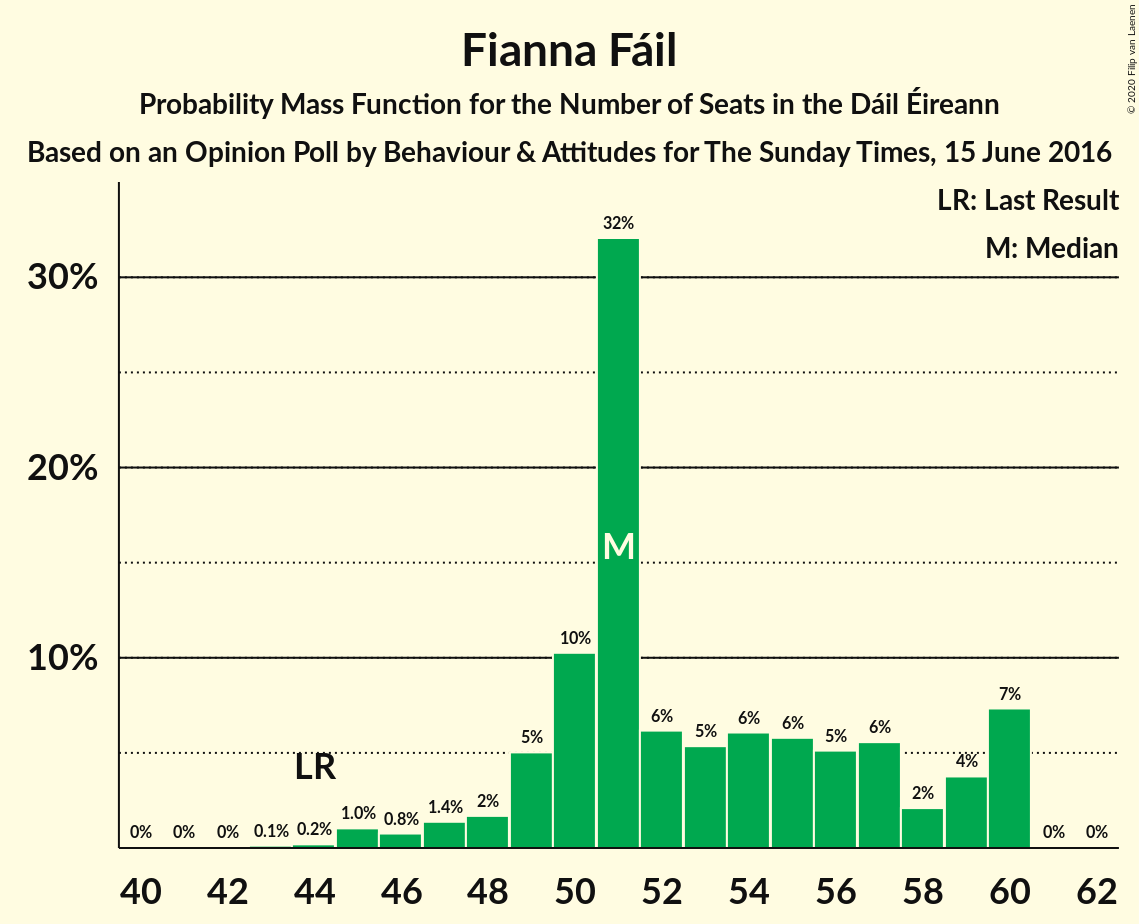 Fianna Fáil
Probability Mass Function for the Number of Seats in the Dáil Éireann
Based on an Opinion Poll by Behaviour & Attitudes for The Sunday Times, 15 June 2016
© 2020 Filip van Laenen
LR: Last Result
M: Median
30%
20%
10%
0% 0% 0% 0.1% 0.2% 1.0% 0.8% 1.4% 2% 5% 10% 32% 6% 5% 6% 6% 5% 6% 2% 4% 7% 0% 0%
LR
M
40 42 44 46 48 50 52 54 56 58 60 62